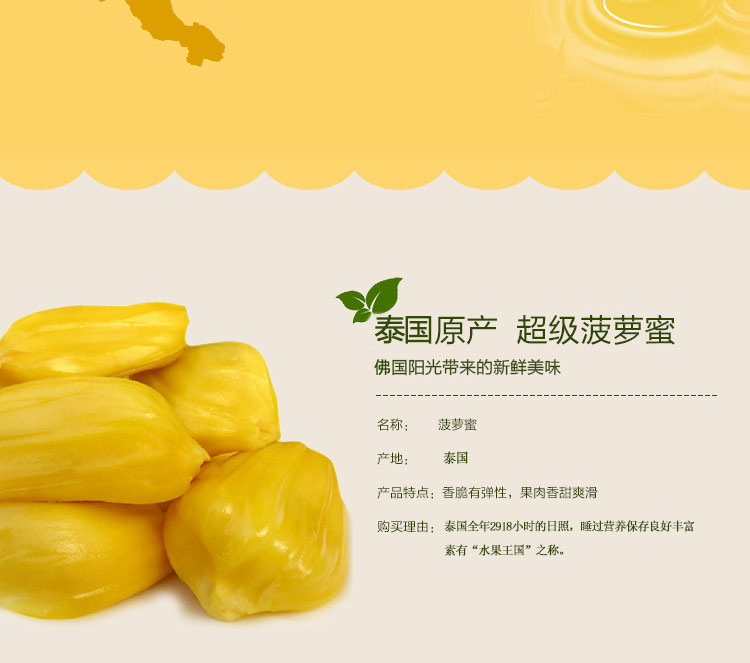 泰国原产 超级菠萝蜜
佛国阳光带来的新鲜美味
名称： 菠萝蜜
产地： 泰国
产品特点：香脆有弹性，果肉香甜爽滑
购买理由：泰国全年2918小时的日照，睡过营养保存良好丰富
素有“水果王国”之称。